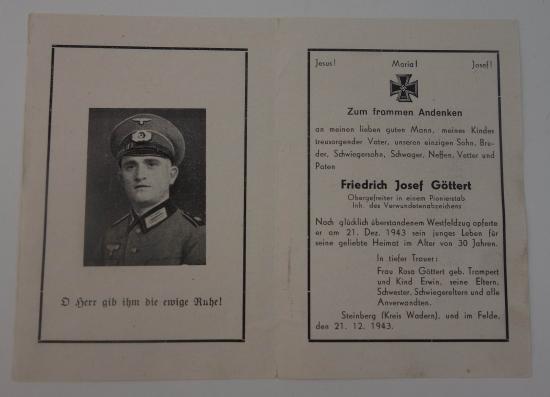 O Herr gib ihm die ewige Ruhe!
Jesus! Maria! Josef!
Zum frommen Andenken
an meinen lieben guten Mann, meines Kindes
treusorgender Vater, unseren einzigen Sohn, Bru-
der, Schwiegersohn, Schwager, Neffen, Vetter und
Paten
Friedrich Josef Göttert
Obergefreiter in einem Pionierstab
Inh. des Verwundetenabzeichens
Nach glücklich überstandenem Westfeldzug opferte
er am 21. Dez. 1943 sein junges Leben für
seine geliebte Heimat im Alter von 30 Jahren.
In tiefer Trauer:
Frau Rosa Göttert geb. Trampert
und Kind Erwin, seine Eltern,
Schwester, Schwiegereltern und alle
Anverwandten.
Steinberg (Kreis Wadern), und im Felde,
den 21. 12. 1943.